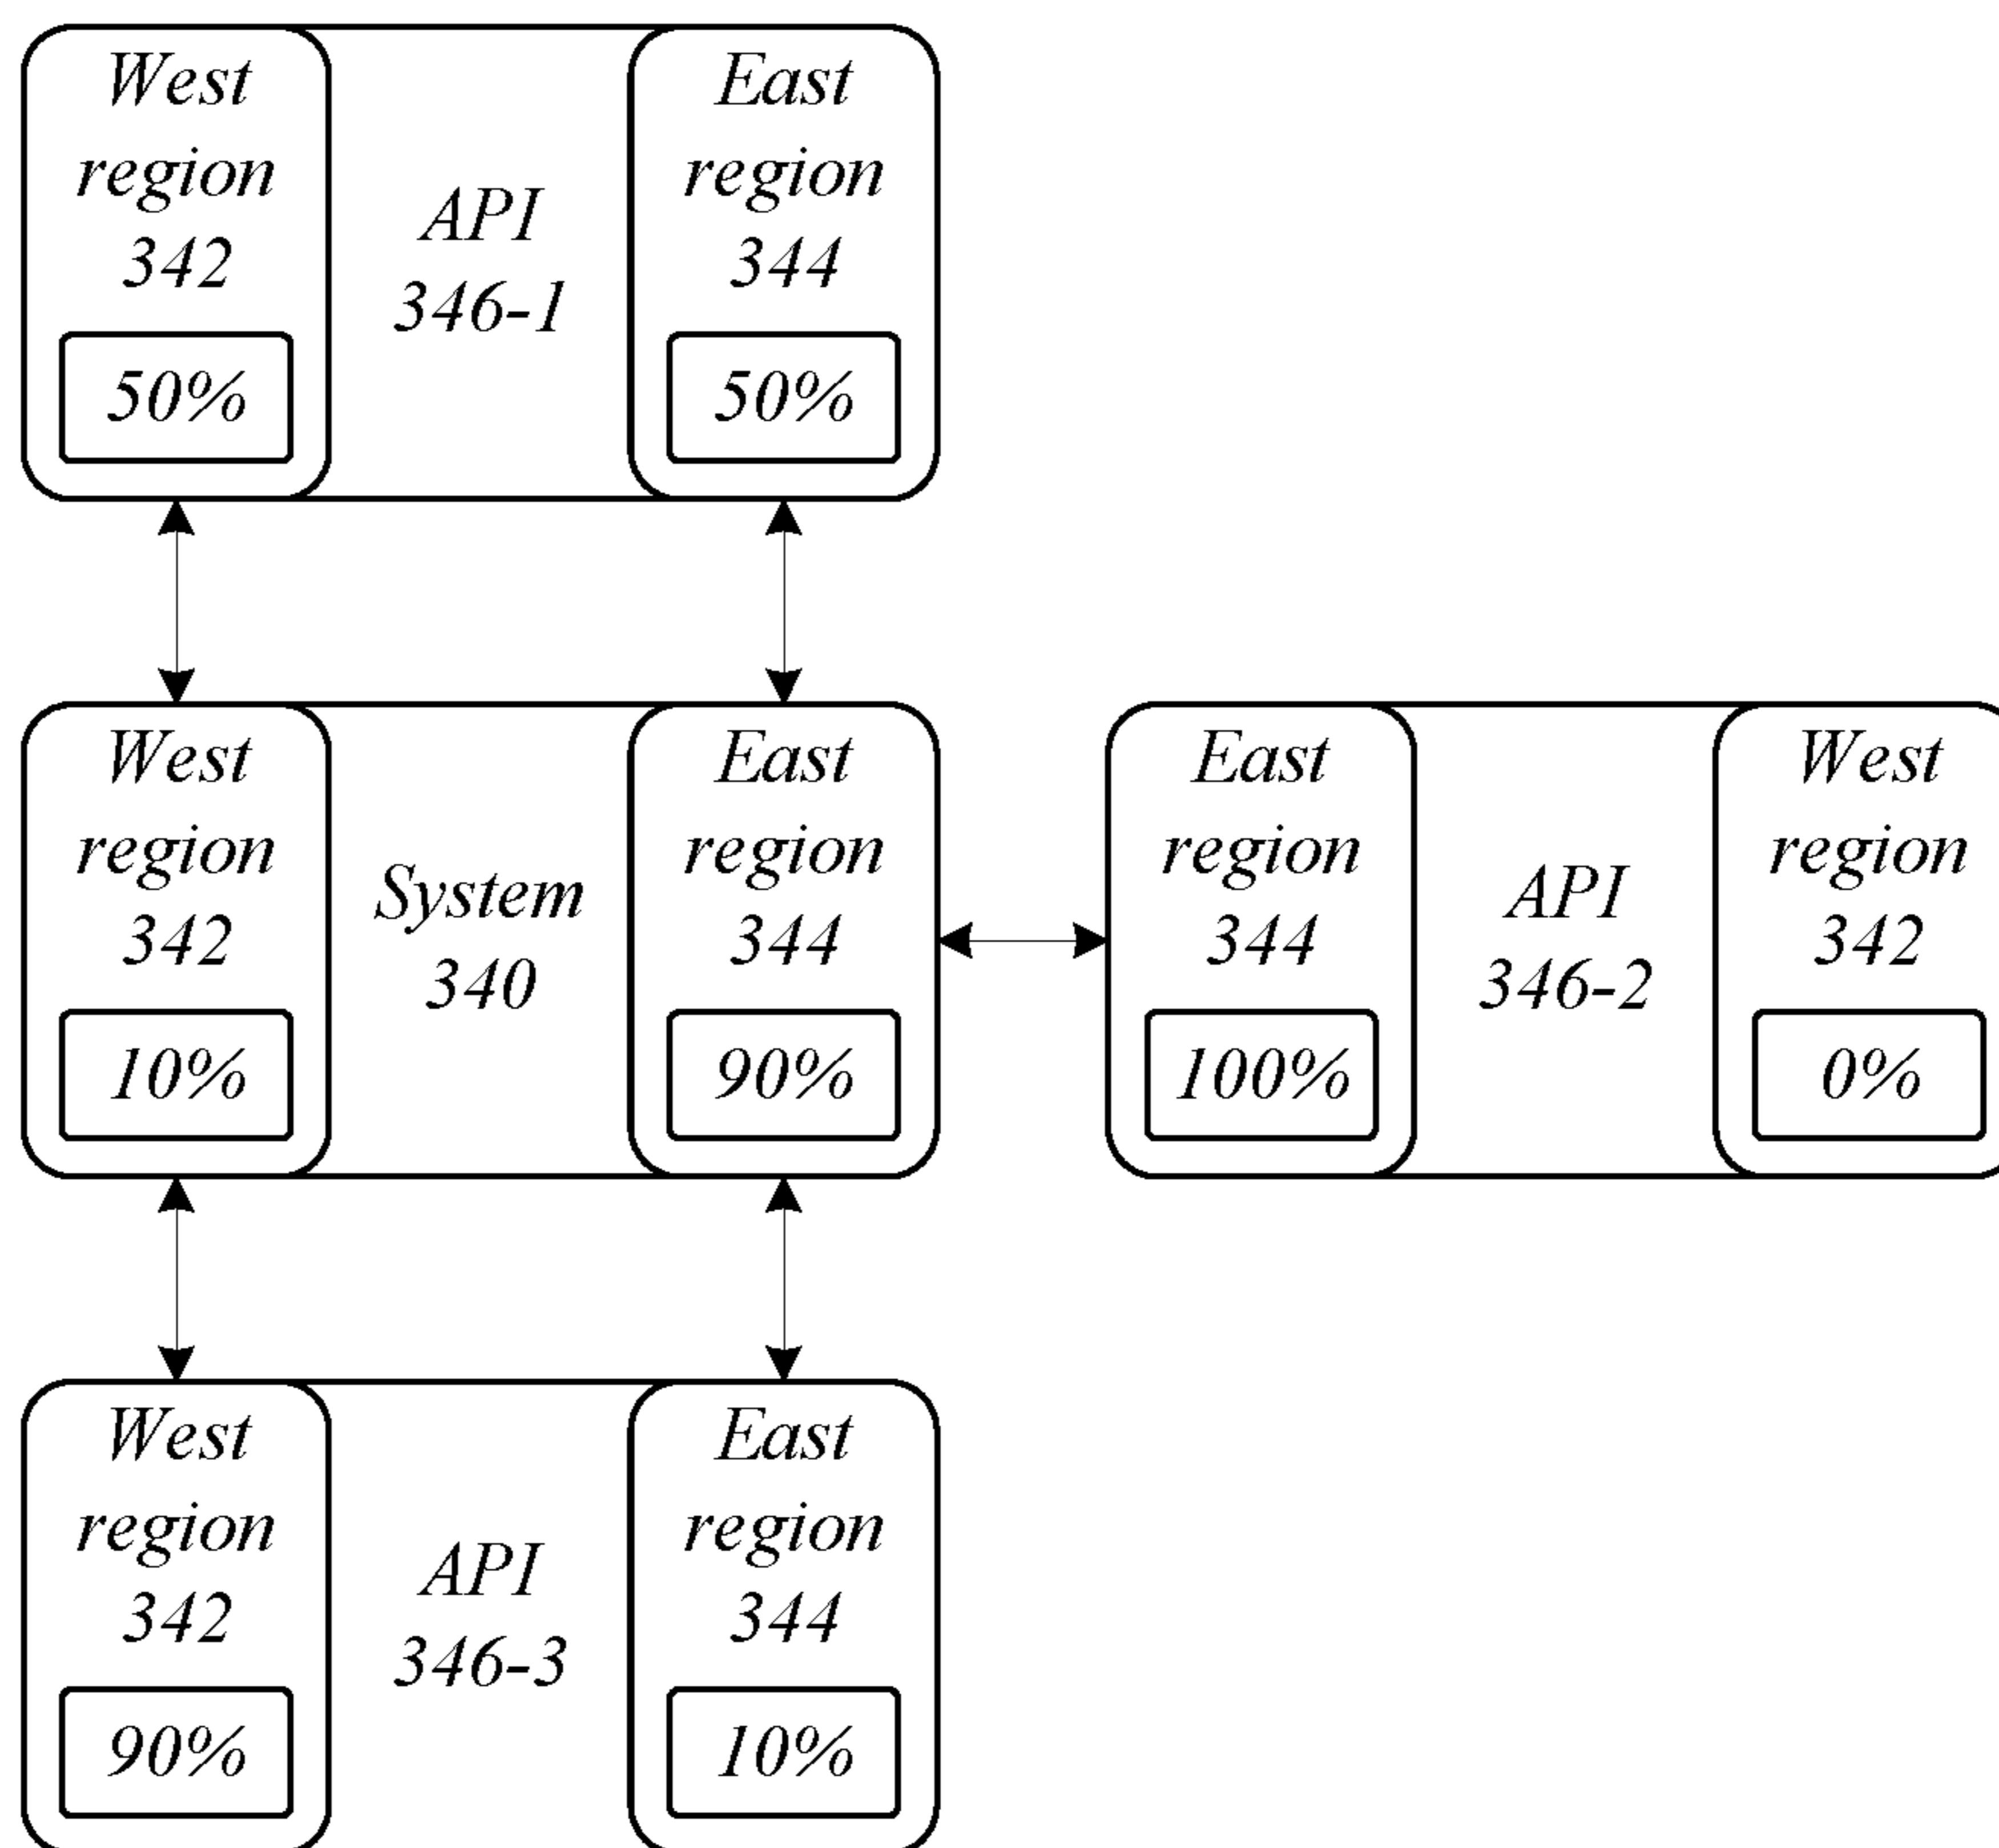 West
region
342
50%
API
346-1
East
region
344
50%
West
region
342
10%
System
340
East
region
344
90%
East
region
344
100%
API
346-2
West
region
342
0%
West
region
342
90%
API
346-3
East
region
344
10%